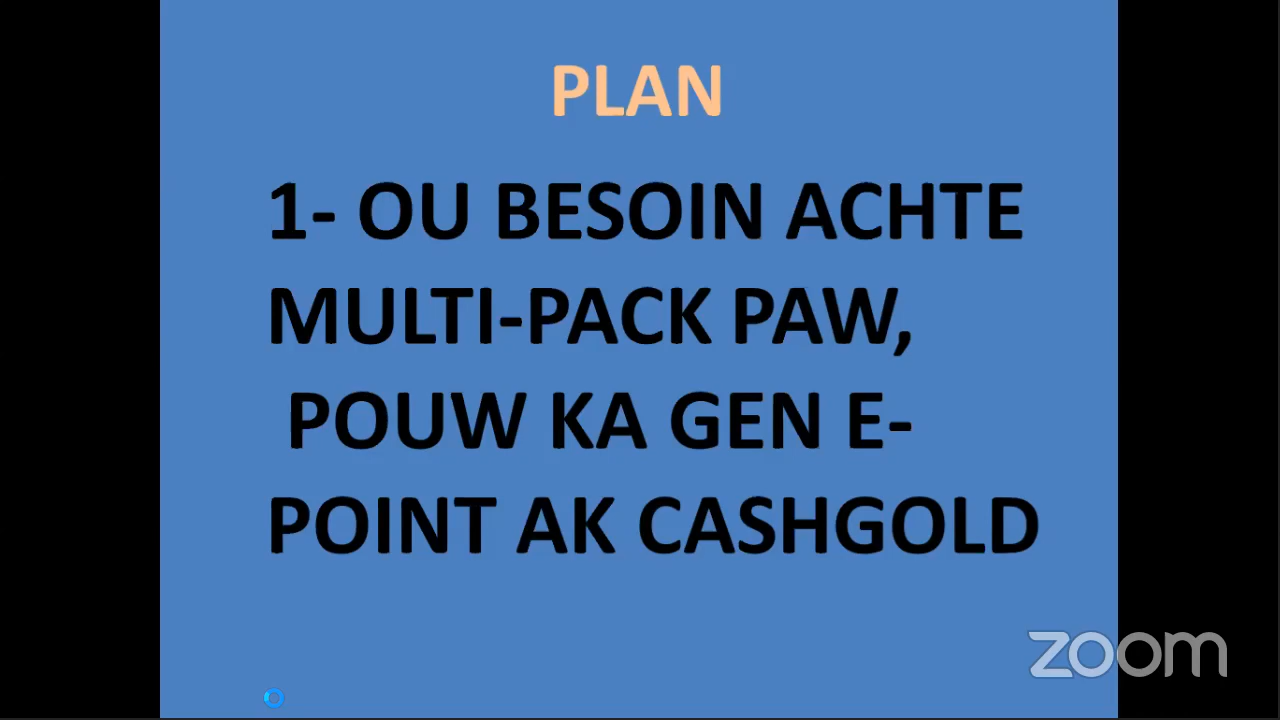 PLAN
1- OU BESOIN ACHTE
MULTI-PACK PAW,
POUW KA GEN E-
POINT AK CASHGOLD
zoom